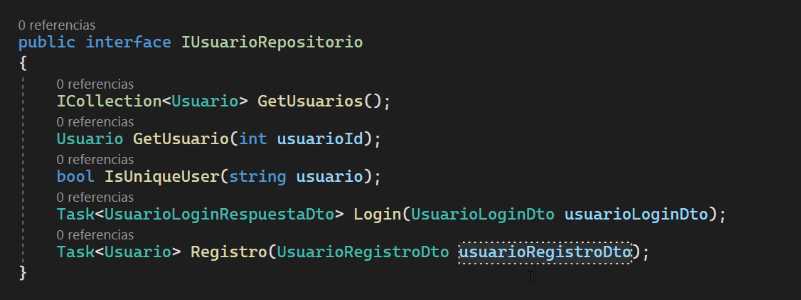 0 referencias
public interface IUsuarioRepositorio
{
0 referencias
ICollection<Usuario> GetUsuarios();
0 referencias
Usuario GetUsuario(int usuarioId);
0 referencias
bool IsUniqueUser(string usuario);
0 referencias
Task<UsuarioLoginRespuestaDto> Login(UsuarioLoginDto usuarioLoginDto);
0 referencias
Task<Usuario> Registro(UsuarioRegistroDto usuarioRegistroDto);
}